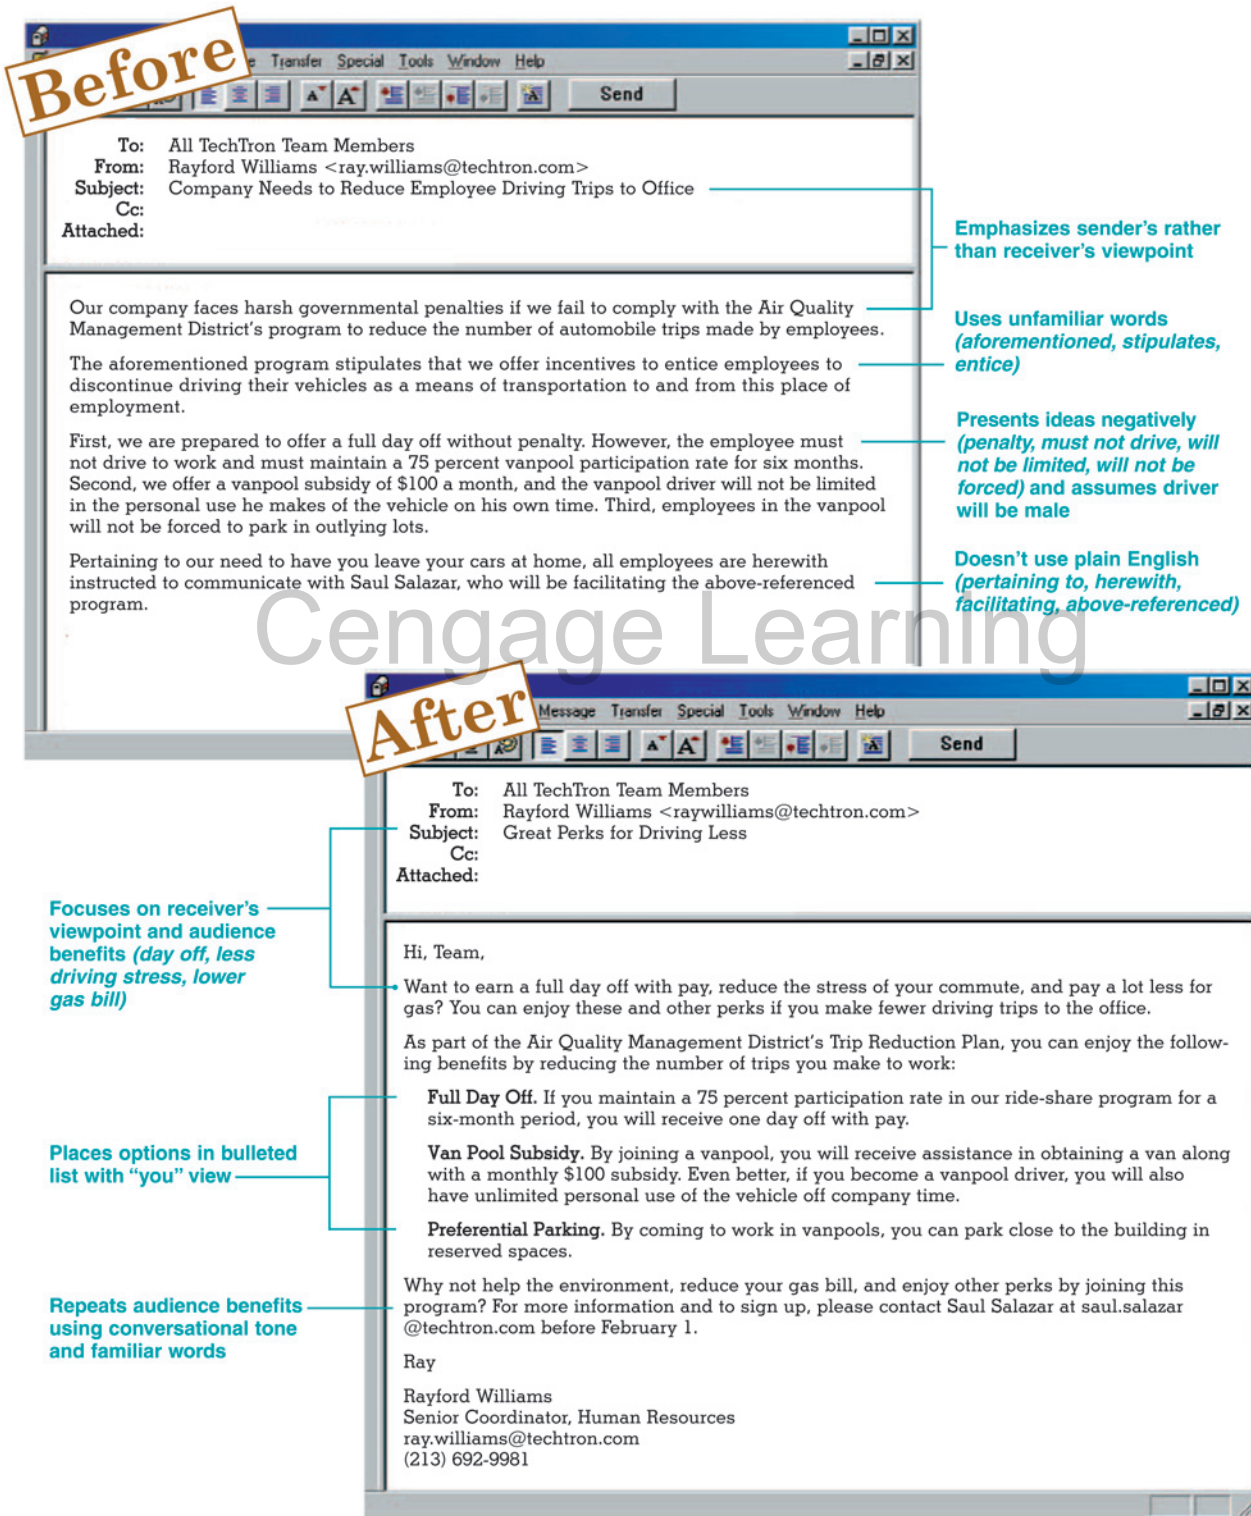 Before
Transfer Special Tools Window Help
Send
To: All TechTron Team Members
From: Rayford Williams <ray.williams@techtron.com>
Subject: Company Needs to Reduce Employee Driving Trips to Office
Cc:
Attached:
Emphasizes sender's rather
than receiver's viewpoint
Our company faces harsh governmental penalties if we fail to comply with the Air Quality
Management District's program to reduce the number of automobile trips made by employees.
The aforementioned program stipulates that we offer incentives to entice employees to
discontinue driving their vehicles as a means of transportation to and from this place of
employment.
First, we are prepared to offer a full day off without penalty. However, the employee must
not drive to work and must maintain a 75 percent vanpool participation rate for six months.
Second, we offer a vanpool subsidy of $100 a month, and the vanpool driver will not be limited
in the personal use he makes of the vehicle on his own time. Third, employees in the vanpool
will not be forced to park in outlying lots.
Pertaining to our need to have you leave your cars at home, all employees are herewith
instructed to communicate with Saul Salazar, who will be facilitating the above-referenced
program.
Uses unfamiliar words
(aforementioned, stipulates,
entice)
Presents ideas negatively
(penalty, must not drive, will
not be limited, will not be
forced) and assumes driver
will be male
Doesn't use plain English
(pertaining to, herewith,
facilitating, above-referenced)
Cengage Learning
After
Message Transfer Special Tools Window Help
Send
To: All TechTron Team Members
From: Rayford Williams <raywilliams@techtron.com>
Subject: Great Perks for Driving Less
Cc:
Attached:
Focuses on receiver's
viewpoint and audience
benefits (day off, less
driving stress, lower
gas bill)
Hi, Team,
Want to earn a full day off with pay, reduce the stress of your commute, and pay a lot less for
gas? You can enjoy these and other perks if you make fewer driving trips to the office.
As part of the Air Quality Management District's Trip Reduction Plan, you can enjoy the follow-
ing benefits by reducing the number of trips you make to work:
Full Day Off. If you maintain a 75 percent participation rate in our ride-share program for a
six-month period, you will receive one day off with pay.
Van Pool Subsidy. By joining a vanpool, you will receive assistance in obtaining a van along
with a monthly $100 subsidy. Even better, if you become a vanpool driver, you will also
have unlimited personal use of the vehicle off company time.
Preferential Parking. By coming to work in vanpools, you can park close to the building in
reserved spaces.
Places options in bulleted
list with "you" view
Why not help the environment, reduce your gas bill, and enjoy other perks by joining this
program? For more information and to sign up, please contact Saul Salazar at saul.salazar
@techtron.com before February 1.
Repeats audience benefits
using conversational tone
and familiar words
Ray
Rayford Williams
Senior Coordinator, Human Resources
ray.williams@techtron.com
(213) 692-9981